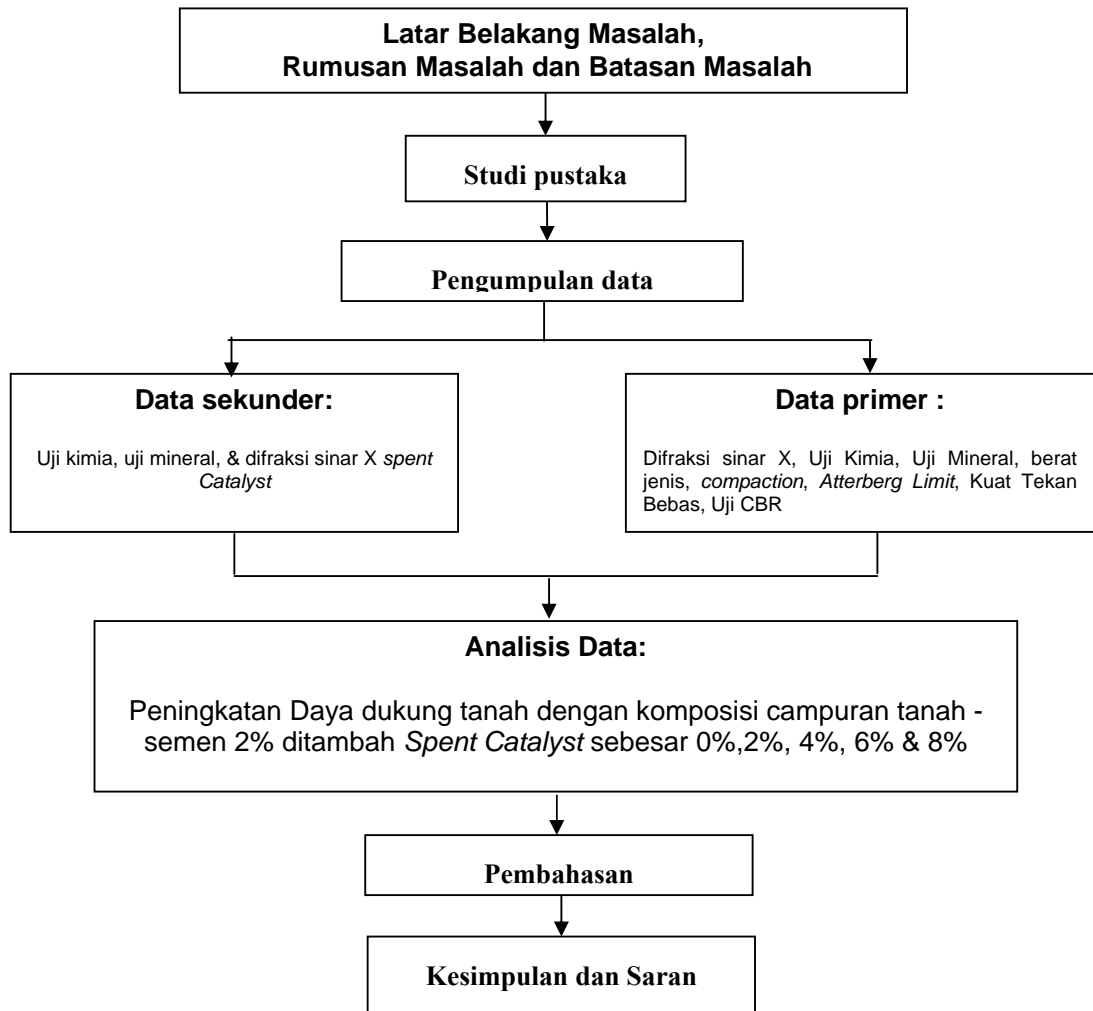 Latar Belakang Masalah,
Rumusan Masalah dan Batasan Masalah
Studi pustaka
Pengumpulan data
Data sekunder:
Uji kimia, uji mineral, & difraksi sinar X spent
Catalyst
Data primer :
Difraksi sinar X, Uji Kimia, Uji Mineral, berat
jenis, compaction, Atterberg Limit, Kuat Tekan
Bebas, Uji CBR
Analisis Data:
Peningkatan Daya dukung tanah dengan komposisi campuran tanah -
semen 2% ditambah Spent Catalyst sebesar 0%,2%, 4%, 6% & 8%
Pembahasan
Kesimpulan dan Saran